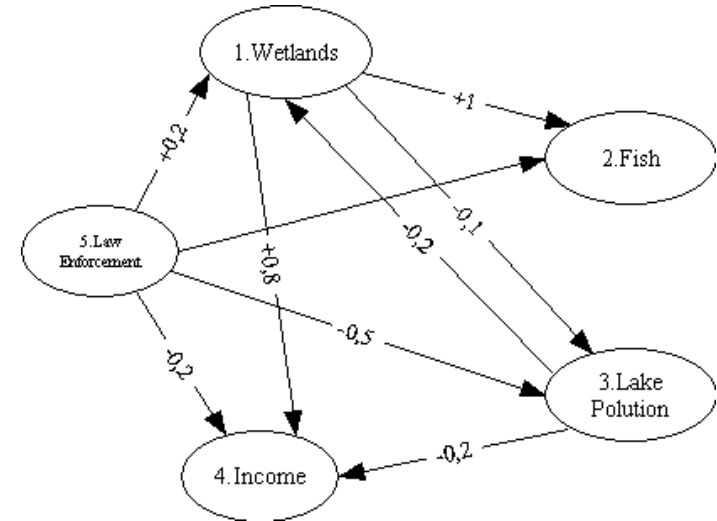 1.Wetlands
+1
+0,2
2.Fish
-0,1
-0,2
5.Law
Enforcement
+0,8
-0,5
-0,2
3.Lake
Polution
-0,2
4.Income